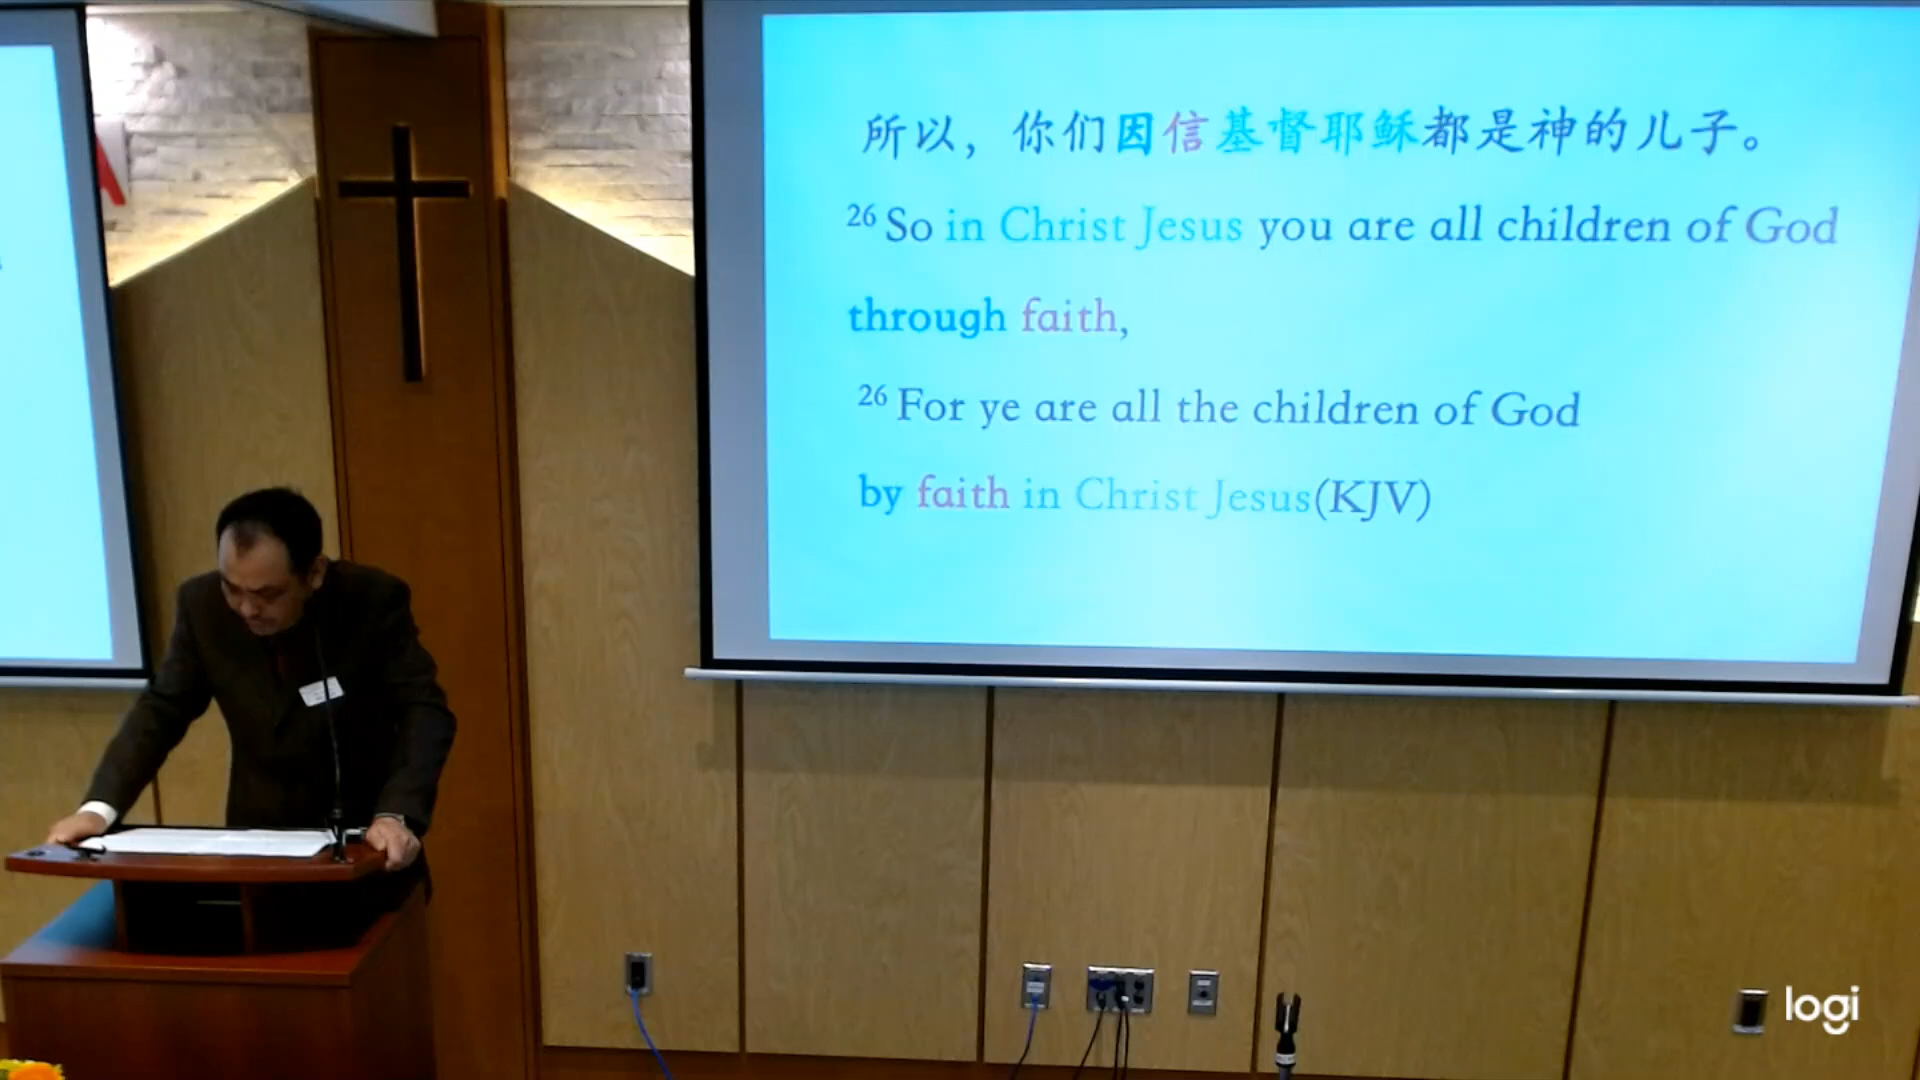 所以，你们因信基督耶稣都是神的儿子。
26 So in Christ Jesus you are all children of God
through faith,
26 For ye are all the children of God
by faith in Christ Jesus(KJV)
logi